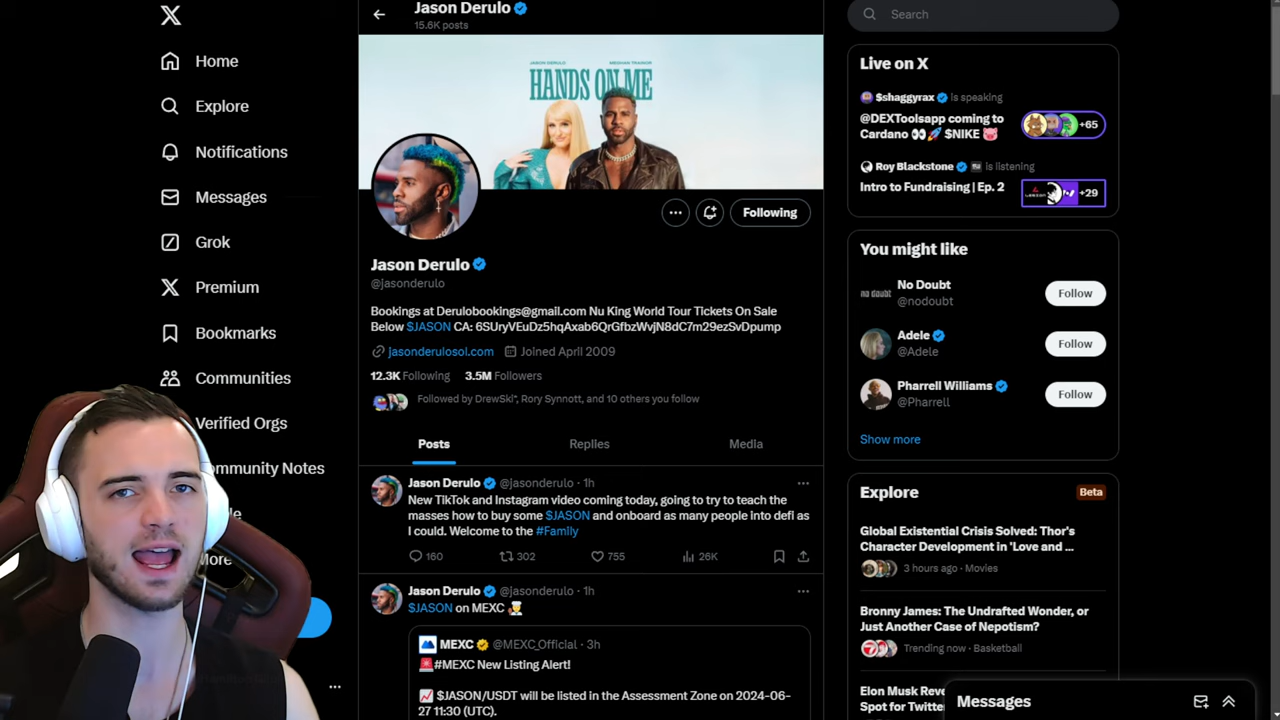 Home
Explore
Notifications
Messages
Grok
Premium
Bookmarks
Communities
Verified Orgs
ommunity Notes
More
Jason Derulo
15.6K posts
JASON DERULO
MEGHAN TRAINOR
HANDS ON ME
Following
Jason Derulo
@jasonderulo
Bookings at Derulobookings@gmail.com Nu King World Tour Tickets On Sale
Below $JASON CA: 6SUryVEuDz5hqAxab6QrGfbzWvjN8dC7m29ezSvDpump
jasonderulosol.com Joined April 2009
12.3K Following 3.5M Followers
Followed by DrewSki*, Rory Synnott, and 10 others you follow
Posts Replies Media
Jason Derulo @jasonderulo · 1h
New TikTok and Instagram video coming today, going to try to teach the
masses how to buy some $JASON and onboard as many people into defi as
I could. Welcome to the #Family
160 302 755 26K
Jason Derulo @jasonderulo · 1h
$JASON on MEXC
MEXC @MEXC_Official · 3h
#MEXC New Listing Alert!
$JASON/USDT will be listed in the Assessment Zone on 2024-06-
27 11:30 (UTC).
Search
Live on X
$shaggyrax is speaking
@DEXToolsapp coming to
Cardano $NIKE
+65
Roy Blackstone is listening
Intro to Fundraising | Ep. 2
+29
You might like
No Doubt
@nodoubt
Follow
Adele
@Adele
Follow
Pharrell Williams
@Pharrell
Follow
Show more
Explore Beta
Global Existential Crisis Solved: Thor's
Character Development in 'Love and ...
3 hours ago · Movies
Bronny James: The Undrafted Wonder, or
Just Another Case of Nepotism?
Trending now · Basketball
Elon Musk Reve
Spot for Twitte
Messages